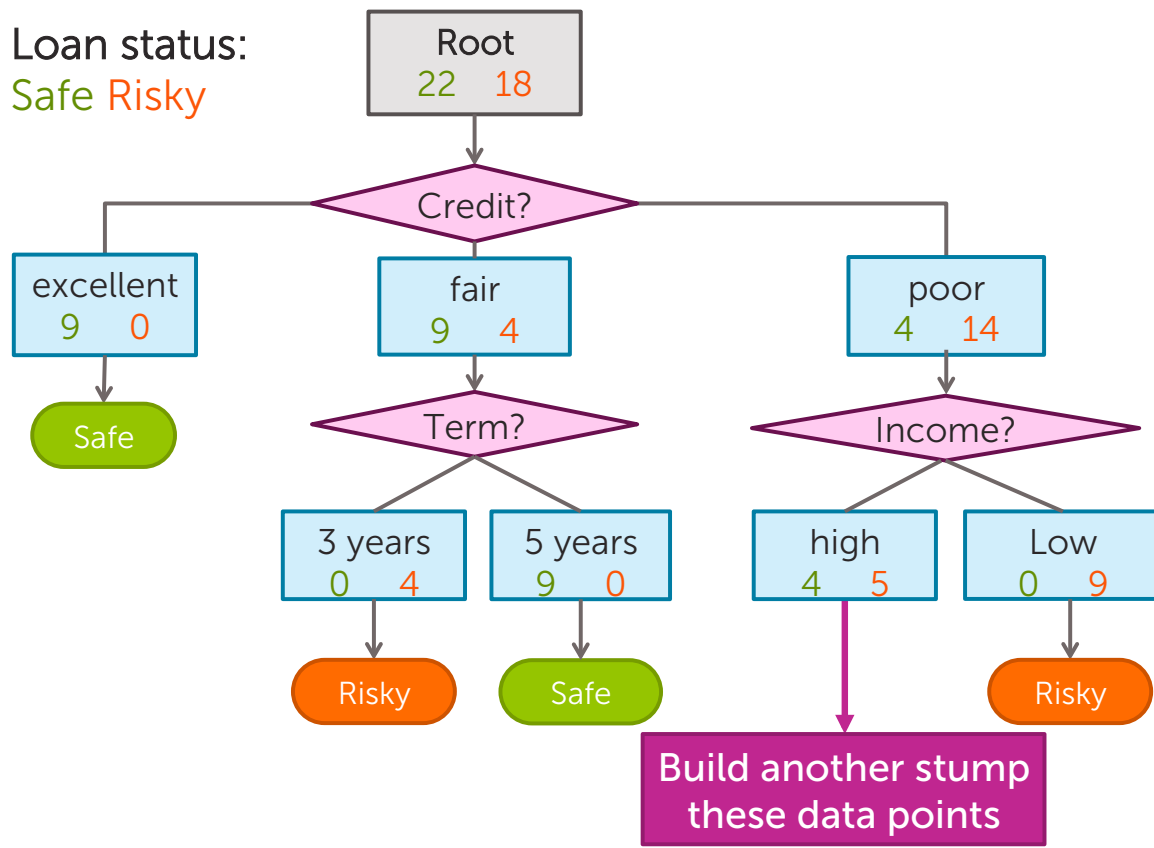 Loan status:
Safe Risky
Root
22 18
Credit?
excellent
9 0
fair
9 4
poor
4 14
Safe
Term?
Income?
3 years
0 4
5 years
9 0
high
4 5
Low
0 9
Risky
Safe
Risky
Build another stump
these data points